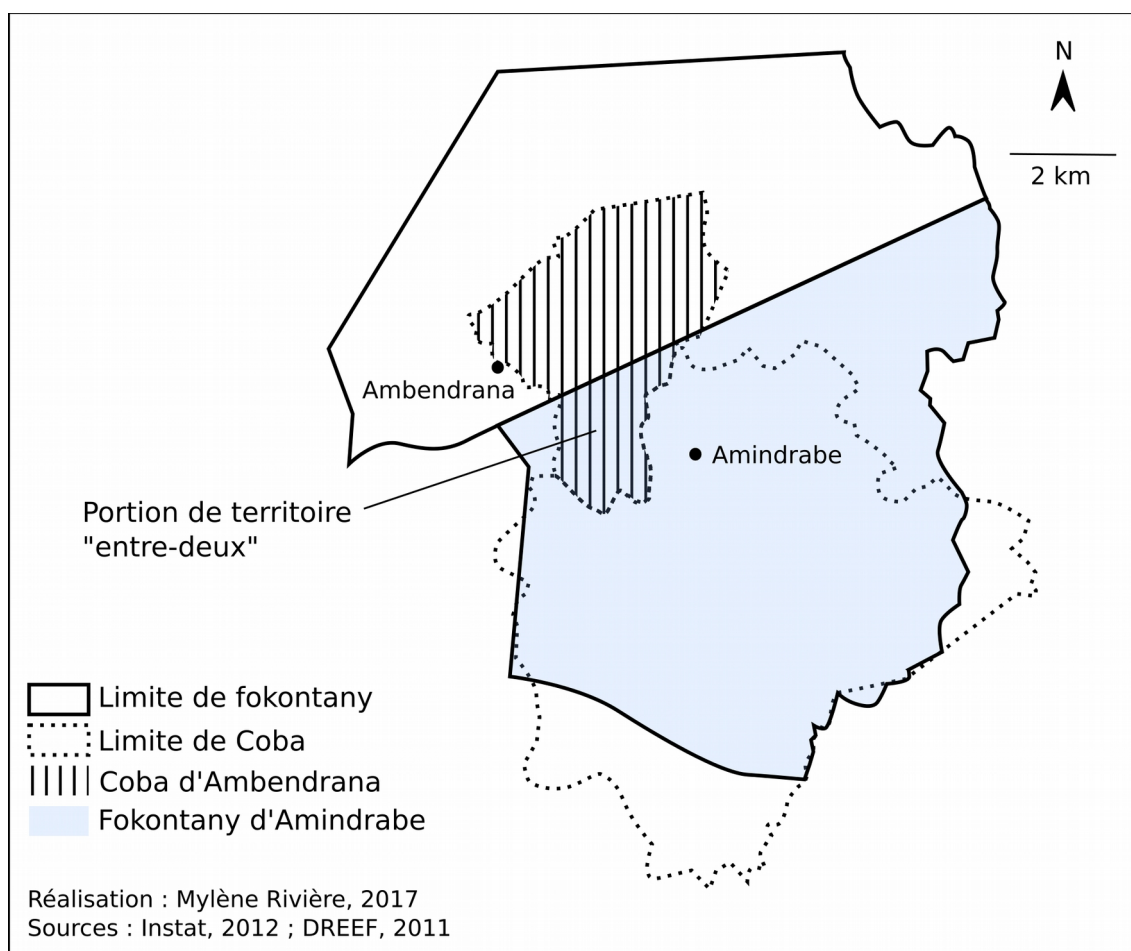 N
2 km
Ambendrana
Amindrabe
Portion de territoire
"entre-deux"
Limite de fokontany
Limite de Coba
Coba d'Ambendrana
Fokontany d'Amindrabe
Réalisation : Mylène Rivière, 2017
Sources : Instat, 2012 ; DREEF, 2011